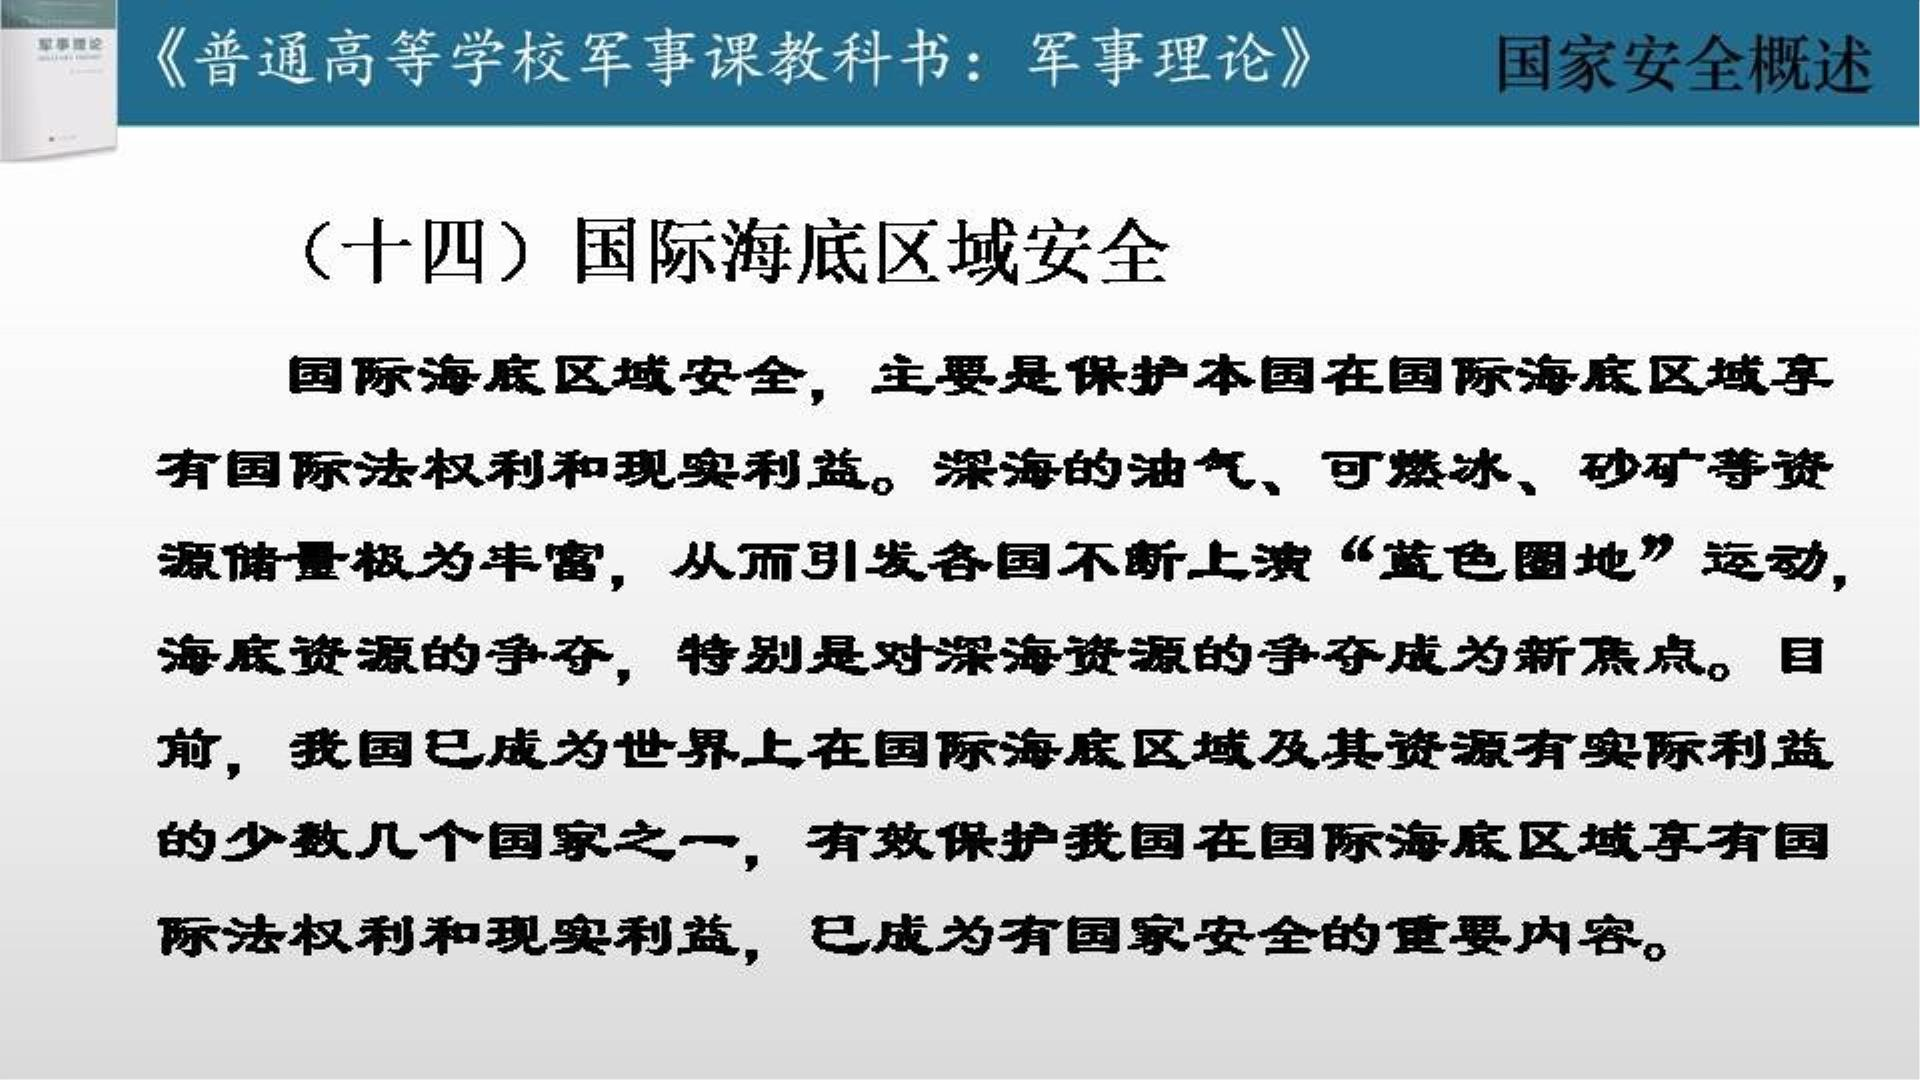 军事理论
《普通高等学校军事课教科书：军事理论》
国家安全概述
（十四）国际海底区域安全
国际海底区域安全，主要是保护本国在国际海底区域享
有国际法权利和现实利益。深海的油气、可燃冰、砂矿等资
源储量极为丰富，从而引发各国不断上演“蓝色圈地”运动，
海底资源的争夺，特别是对深海资源的争夺成为新焦点。目
前，我国已成为世界上在国际海底区域及其资源有实际利益
的少数几个国家之一，有效保护我国在国际海底区域享有国
际法权利和现实利益，已成为有国家安全的重要内容。